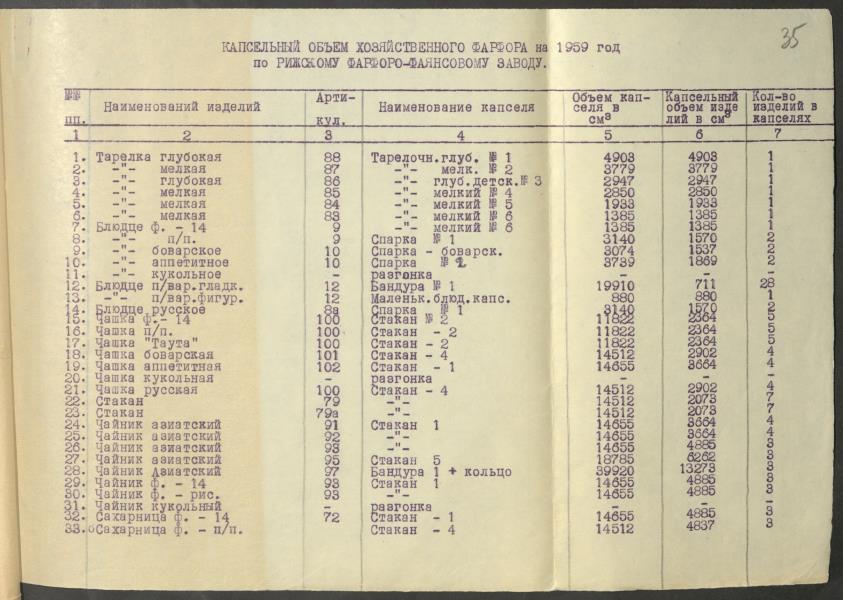 35
КАПСЕЛЬНЫЙ ОБЪЕМ ХОЗЯЙСТВЕННОГО ФАРФОРА на 1959 год
по РИЖСКОМУ ФАРФОРО-ФАЯНСОВОМУ ЗАВОДУ.
№№ пп. Наименований изделий Арти-кул. Наименование капселя Объем кап-селя в см³ Капсельный объем изде лий в см³ Кол-во изделий в капселях
1 2 3 4 5 6 7
1. Тарелка глубокая 88 Тарелочн.глуб. № 1 4903 4903 1
2. -"- мелкая 87 -"- мелк. № 2 3779 3779 1
3. -"- глубокая 86 -"- глуб.детск.№ 3 2947 2947 1
4. -"- мелкая 85 -"- мелкий № 4 2850 2850 1
5. -"- мелкая 84 -"- мелкий № 5 1933 1933 1
6. -"- мелкая 83 -"- мелкий № 6 1385 1385 1
7. Блюдце ф. - 14 9 -"- мелкий № 6 1385 1385 1
8. -"- п/п. 9 Спарка № 1 3140 1570 2
9. -"- боварское 10 Спарка - боварск. 3074 1537 2
10. -"- аппетитное 10 Спарка № 2 3739 1869 2
11. -"- кукольное - разгонка - - -
12. Блюдце п/вар.гладк. 12 Бандура № 1 19910 711 28
13. -"- п/вар.фигур. 12 Маленьк.блюд.капс. 880 880 1
14. Блюдце русское 8а Спарка № 1 3140 1570 2
15. Чашка ф.- 14 100 Стакан № 2 11822 2364 5
16. Чашка п/п. 100 Стакан - 2 11822 2364 5
17. Чашка "Таута" 100 Стакан - 2 11822 2364 5
18. Чашка боварская 101 Стакан - 4 14512 2902 4
19. Чашка аппетитная 102 Стакан - 1 14655 3664 4
20. Чашка кукольная - разгонка - - -
21. Чашка русская 100 Стакан - 4 14512 2902 4
22. Стакан 79 -"- 14512 2073 7
23. Стакан 79а -"- 14512 2073 7
24. Чайник азиатский 91 Стакан 1 14655 3664 4
25. Чайник азиатский 92 -"- 14655 3664 4
26. Чайник азиатский 93 -"- 14655 4885 3
27. Чайник азиатский 95 Стакан 5 18785 6262 3
28. Чайник Азиатский 97 Бандура 1 + кольцо 39920 13273 3
29. Чайник ф. - 14 93 Стакан 1 14655 4885 3
30. Чайник ф. - рис. 93 -"- 14655 4885 3
31. Чайник кукольный - разгонка - - -
32. Сахарница ф. - 14 72 Стакан - 1 14655 4885 3
33. Сахарница ф. - п/п. Стакан - 4 14512 4837 3